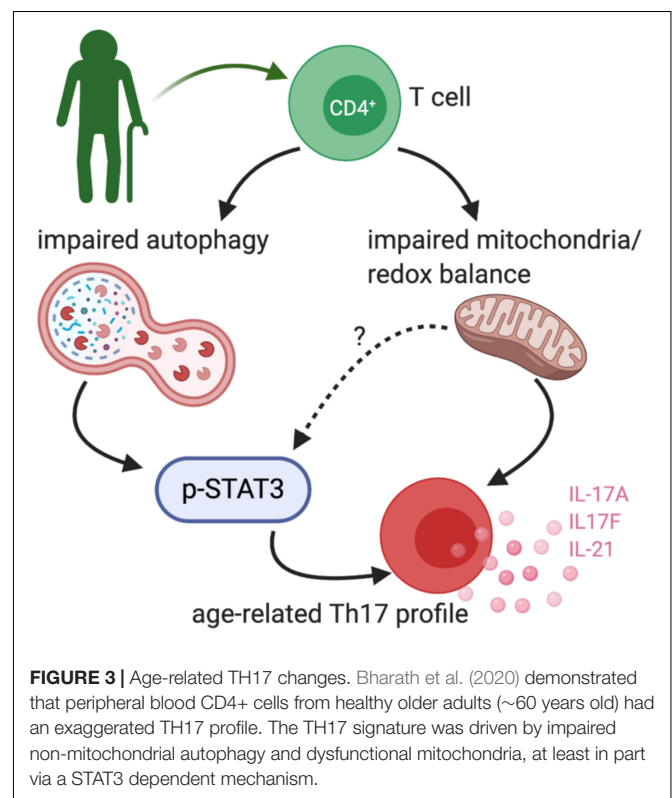 CD4+
T cell
impaired autophagy
impaired mitochondria/
redox balance
?
p-STAT3
IL-17A
IL17F
IL-21
age-related Th17 profile
FIGURE 3 | Age-related TH17 changes. Bharath et al. (2020) demonstrated
that peripheral blood CD4+ cells from healthy older adults (~60 years old) had
an exaggerated TH17 profile. The TH17 signature was driven by impaired
non-mitochondrial autophagy and dysfunctional mitochondria, at least in part
via a STAT3 dependent mechanism.